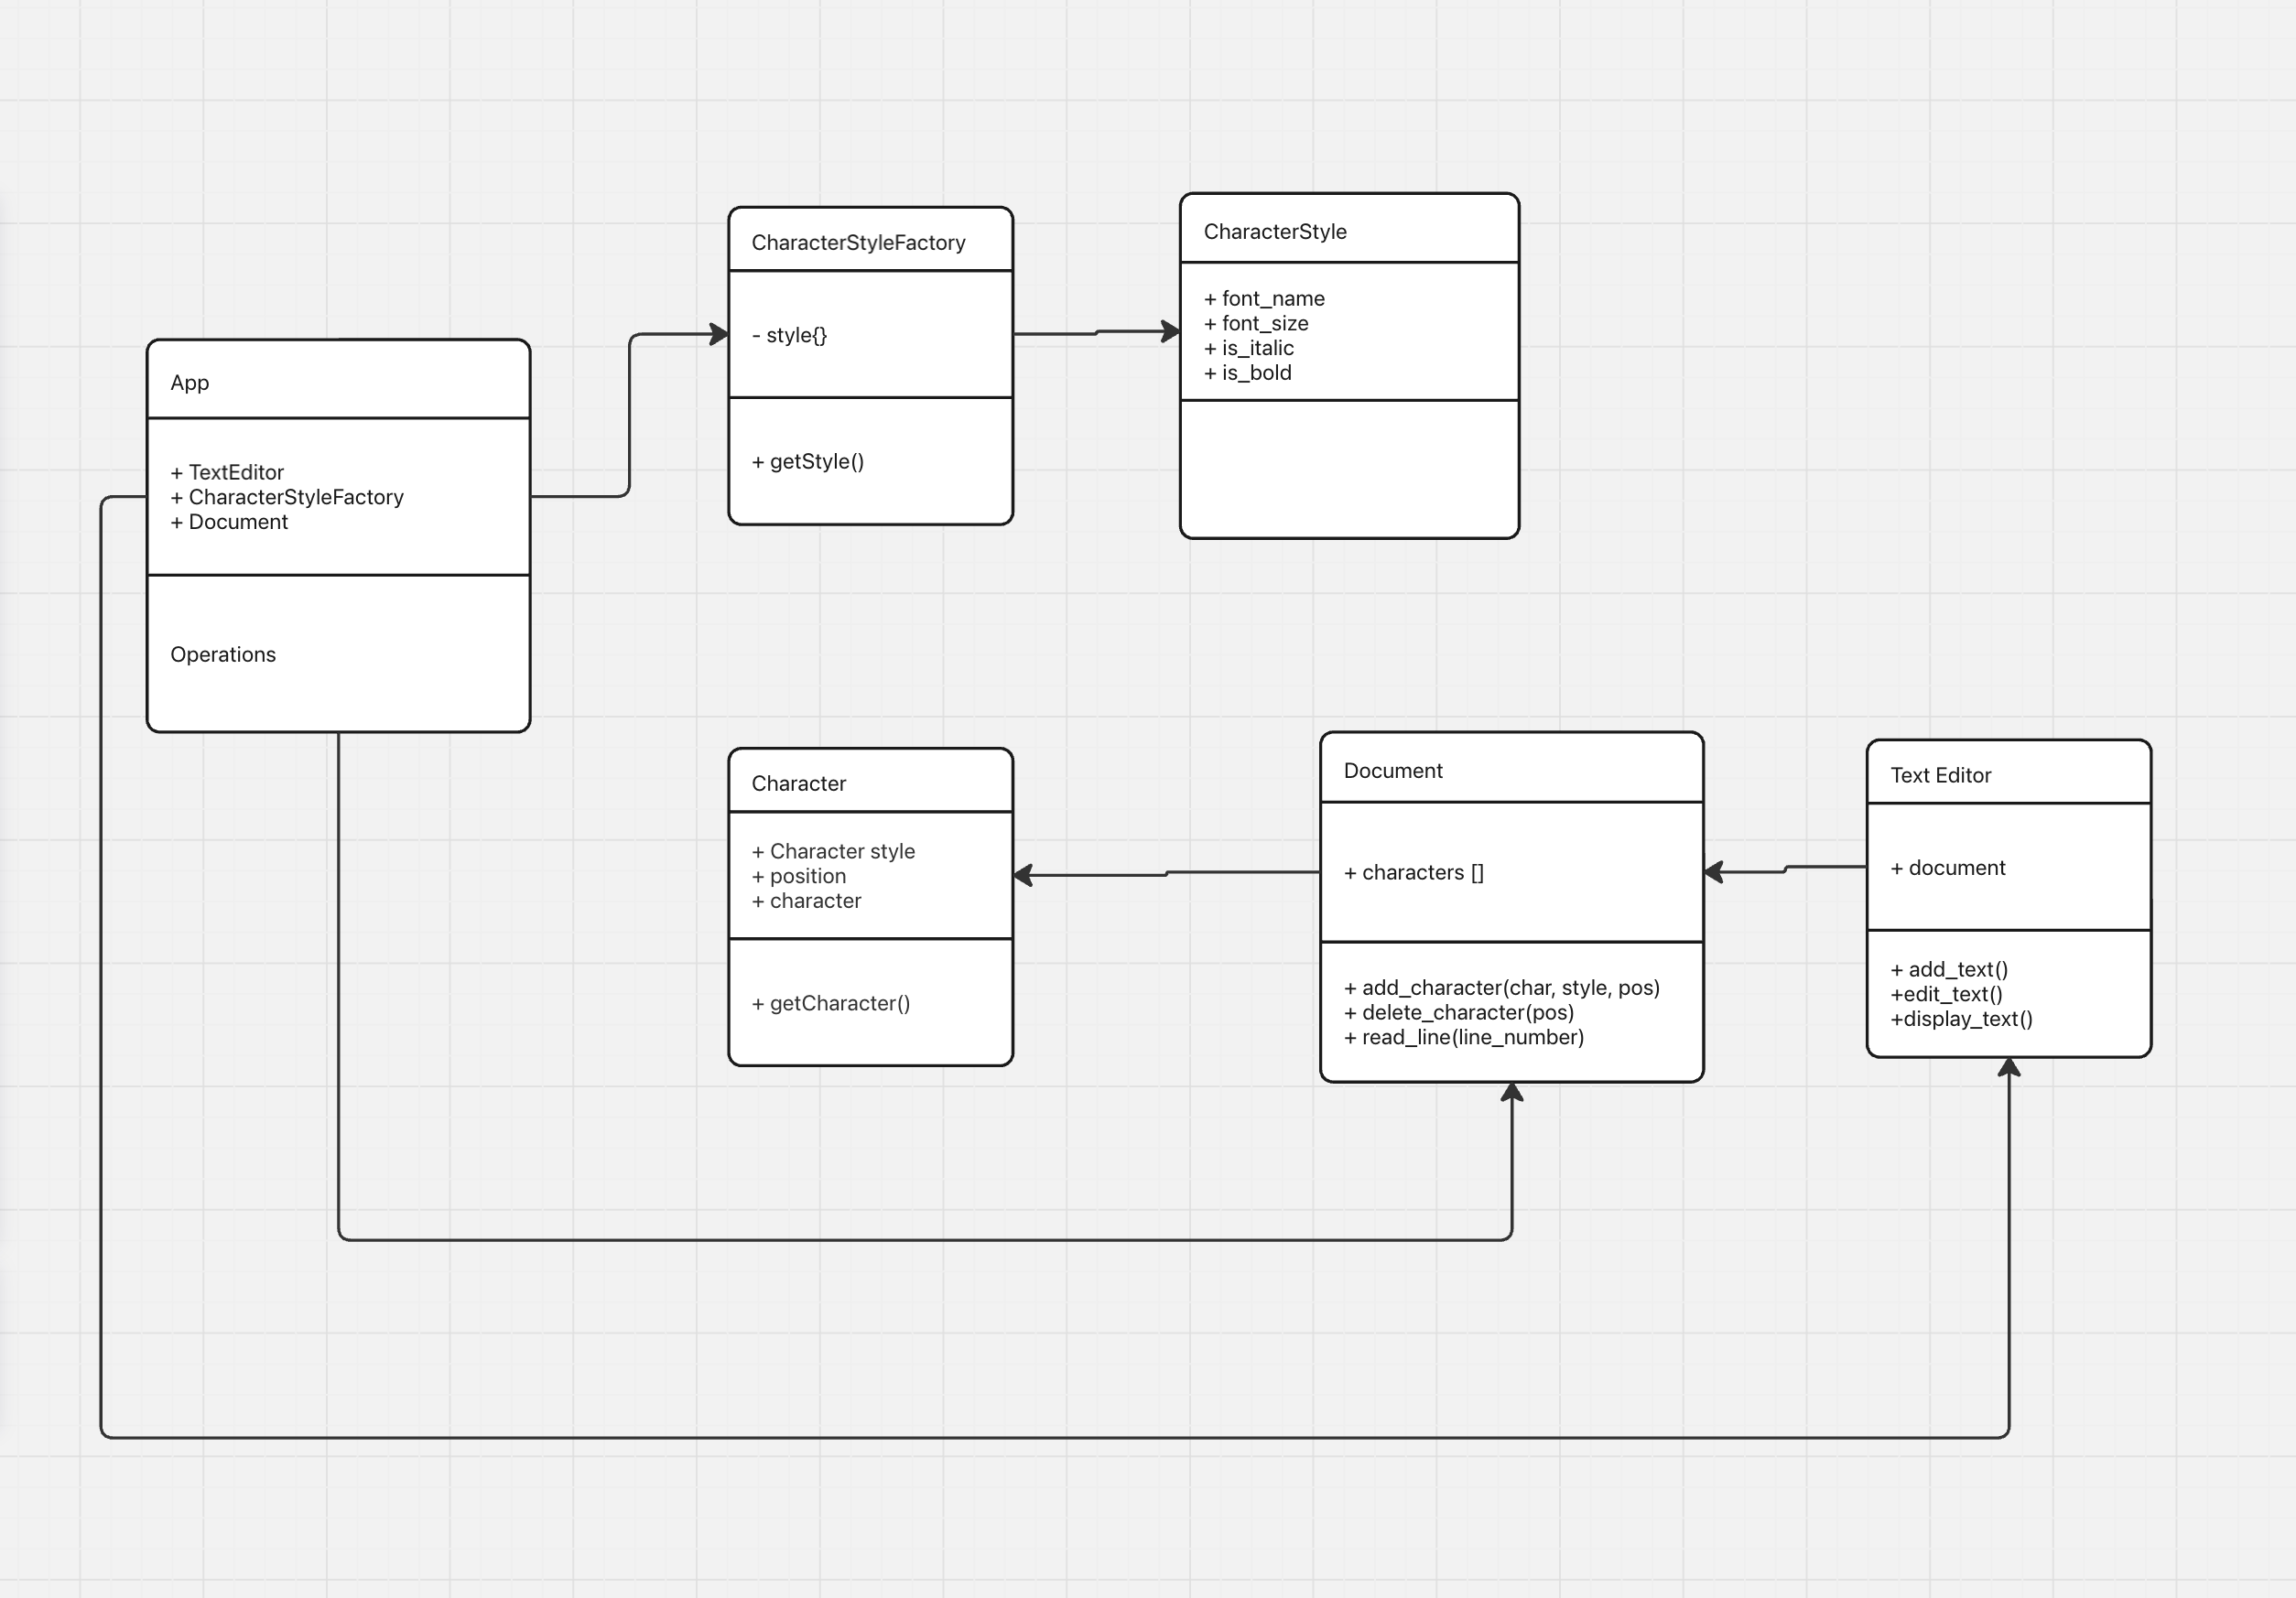 CharacterStyleFactory
- style{}
+ getStyle()
CharacterStyle
+ font_name
+ font_size
+ is_italic
+ is_bold
App
+ TextEditor
+ CharacterStyleFactory
+ Document
Operations
Character
+ Character style
+ position
+ character
+ getCharacter()
Document
+ characters []
+ add_character(char, style, pos)
+ delete_character(pos)
+ read_line(line_number)
Text Editor
+ document
+ add_text()
+edit_text()
+display_text()